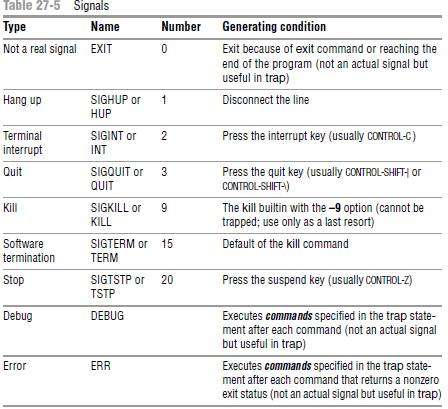 Table 27-5 Signals
Type Name Number Generating condition
Not a real signal EXIT 0 Exit because of exit command or reaching the
end of the program (not an actual signal but
useful in trap)
Hang up SIGHUP or 1 Disconnect the line
HUP
Terminal SIGINT or 2 Press the interrupt key (usually CONTROL-C)
interrupt INT
Quit SIGQUIT or 3 Press the quit key (usually CONTROL-SHIFT-| or
QUIT CONTROL-SHIFT-\)
Kill SIGKILL or 9 The kill builtin with the –9 option (cannot be
KILL trapped; use only as a last resort)
Software SIGTERM or 15 Default of the kill command
termination TERM
Stop SIGTSTP or 20 Press the suspend key (usually CONTROL-Z)
TSTP
Debug DEBUG Executes commands specified in the trap state-
ment after each command (not an actual signal
but useful in trap)
Error ERR Executes commands specified in the trap state-
ment after each command that returns a nonzero
exit status (not an actual signal but useful in trap)